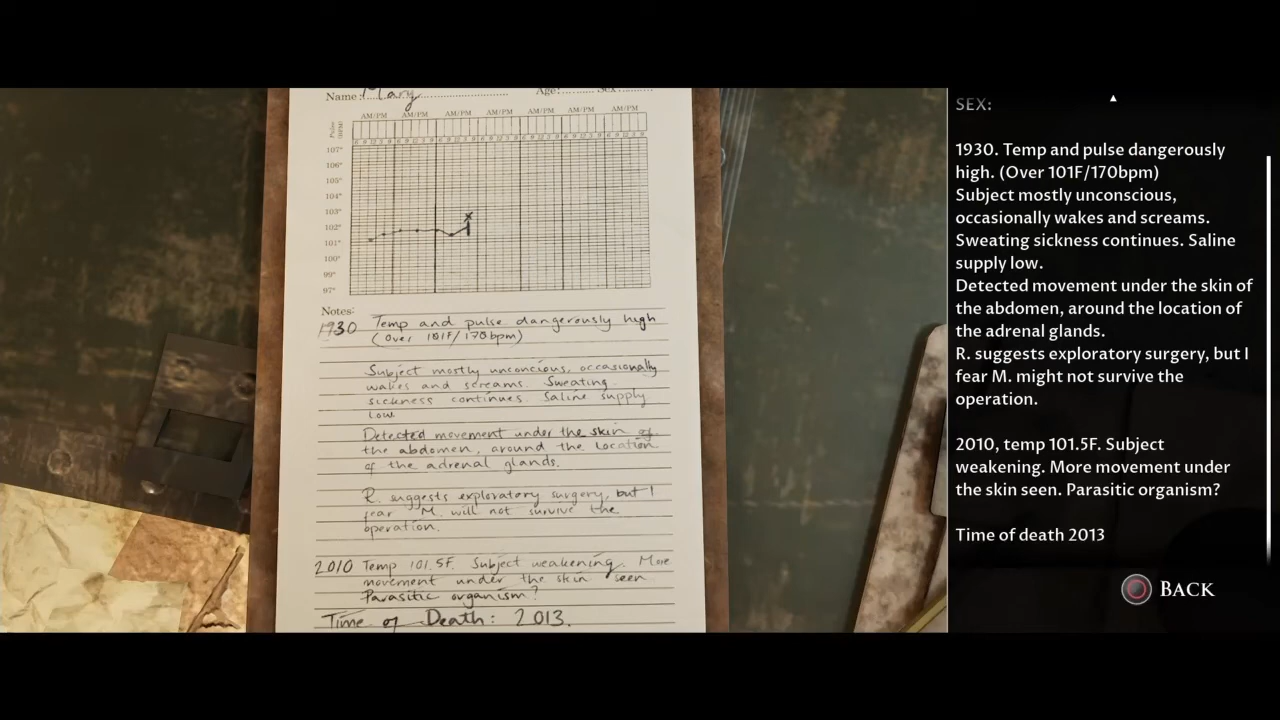 Name: Mary Age: Sex
AM/PM AM/PM AM/PM AM/PM AM/PM AM/PM AM/PM
Pulse
107°
106°
105°
104°
103°
102°
101°
100°
99°
97°
Notes:
1930 Temp and pulse dangerously high
(Over 101F/170bpm)
Subject mostly unconcious, occasionally
wakes and screams. Sweating
sickness continues. Saline supply
low.
Detected movement under the skin of
the abdomen, around the location
of the adrenal glands.
R. suggests exploratory surgery, but I
fear M. will not survive the
operation.
2010 Temp 101.5F. Subject weakening. More
movement under the skin seen.
Parasitic organism?
Time of Death: 2013.
SEX:
1930. Temp and pulse dangerously
high. (Over 101F/170bpm)
Subject mostly unconscious,
occasionally wakes and screams.
Sweating sickness continues. Saline
supply low.
Detected movement under the skin of
the abdomen, around the location of
the adrenal glands.
R. suggests exploratory surgery, but I
fear M. might not survive the
operation.
2010, temp 101.5F. Subject
weakening. More movement under
the skin seen. Parasitic organism?
Time of death 2013
BACK